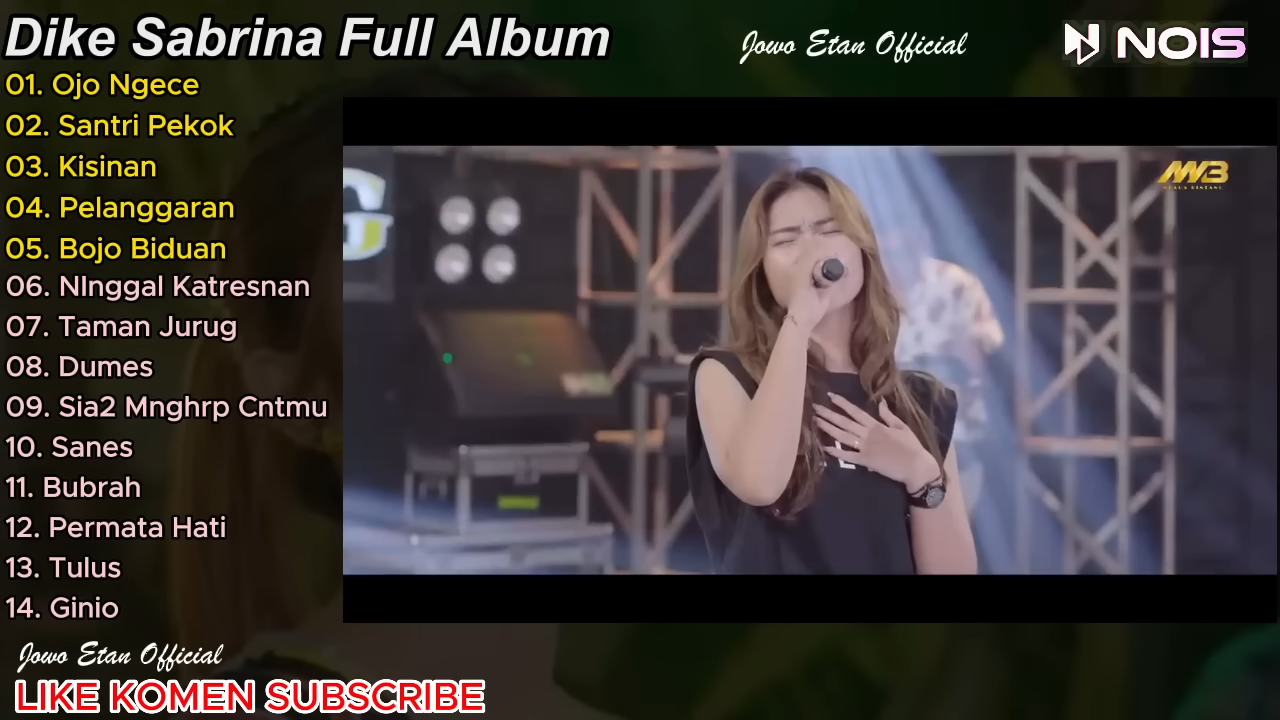 Dike Sabrina Full Album
Jowo Etan Official
NOIS
01. Ojo Ngece
02. Santri Pekok
03. Kisinan
04. Pelanggaran
05. Bojo Biduan
06. NInggal Katresnan
07. Taman Jurug
08. Dumes
09. Sia2 Mnghrp Cntmu
10. Sanes
11. Bubrah
12. Permata Hati
13. Tulus
14. Ginio
Jowo Etan Official
LIKE KOMEN SUBSCRIBE